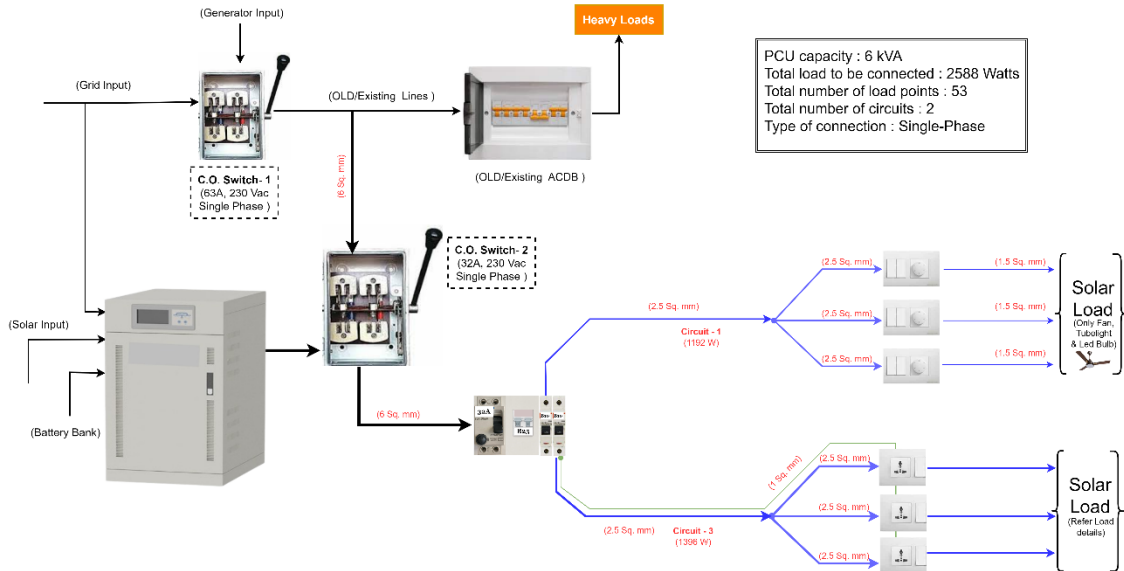 (Generator Input)
Heavy Loads
PCU capacity : 6 kVA
Total load to be connected : 2588 Watts
Total number of load points : 53
Total number of circuits : 2
Type of connection : Single-Phase
(Grid Input)
(OLD/Existing Lines )
C.O. Switch- 1
(63A, 230 Vac
Single Phase )
(OLD/Existing ACDB )
(6 Sq. mm)
C.O. Switch- 2
(32A, 230 Vac
Single Phase )
(Solar Input)
(Battery Bank)
(6 Sq. mm)
32A
(2.5 Sq. mm)
Circuit - 1
(1192 W)
(2.5 Sq. mm)
(1.5 Sq. mm)
(2.5 Sq. mm)
(1.5 Sq. mm)
(2.5 Sq. mm)
(1.5 Sq. mm)
Solar
Load
(Only Fan,
Tubolight
& Led Bulb)
(1 Sq. mm)
(2.5 Sq. mm)
Circuit - 3
(1396 W)
(2.5 Sq. mm)
(2.5 Sq. mm)
(2.5 Sq. mm)
Solar
Load
(Refer Load
details)